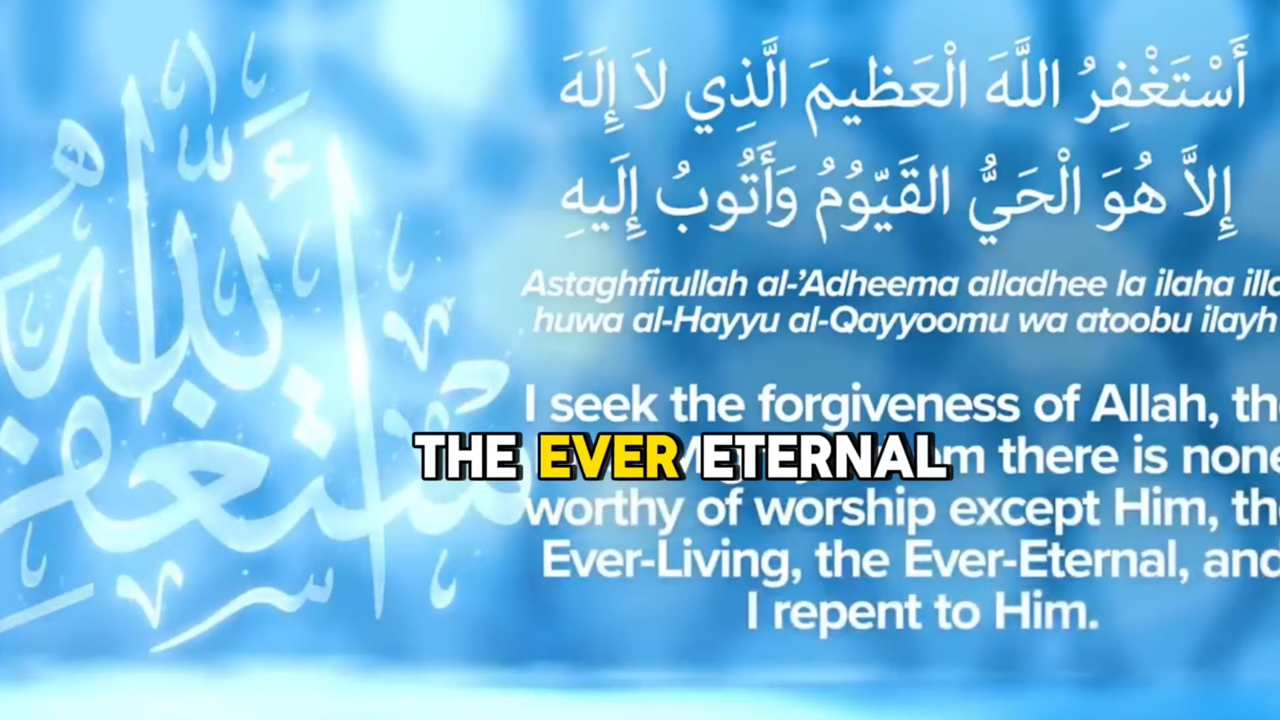 أَسْتَغْفِرُ اللَّهَ الْعَظِيمَ الَّذِي لاَ إِلَهَ
إِلاَّ هُوَ الْحَيُّ القَيّوُمُ وَأَتُوبُ إِلَيهِ
Astaghfirullah al-’Adheema alladhee la ilaha illa
huwa al-Hayyu al-Qayyoomu wa atoobu ilayh
I seek the forgiveness of Allah, th
there is none
THE EVER ETERNAL
worthy of worship except Him, th
Ever-Living, the Ever-Eternal, and
I repent to Him.